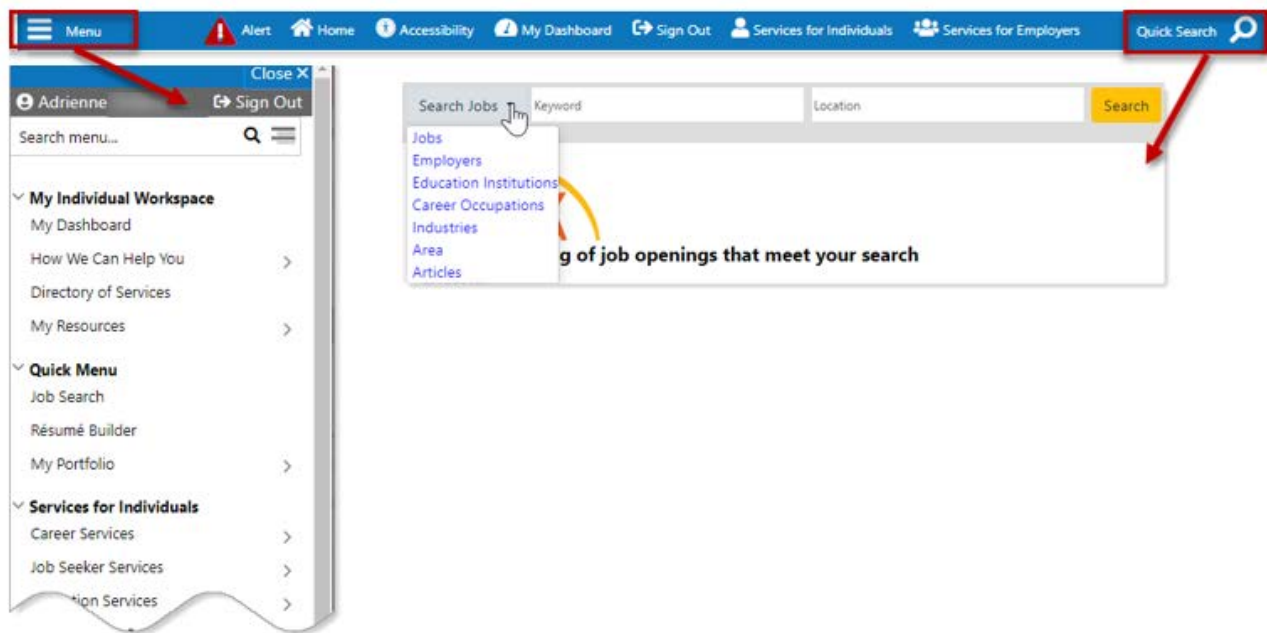 Menu Alert Home Accessibility My Dashboard Sign Out Services for Individuals Services for Employers Quick Search
Close X
Adrienne Sign Out
Search menu...
My Individual Workspace
My Dashboard
How We Can Help You
Directory of Services
My Resources
Quick Menu
Job Search
Résumé Builder
My Portfolio
Services for Individuals
Career Services
Job Seeker Services
tion Services
Search Jobs Keyword Location Search
Jobs
Employers
Education Institutions
Career Occupations
Industries
Area
Articles
g of job openings that meet your search